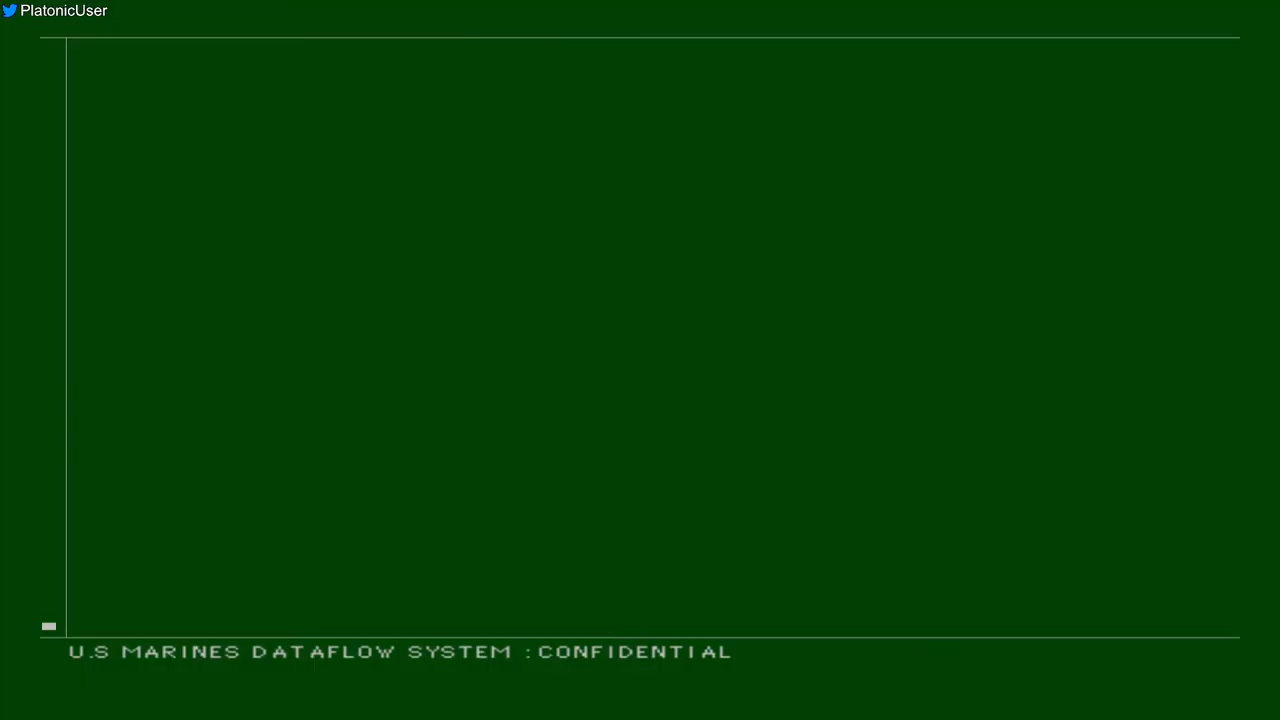 PlatonicUser
U.S MARINES DATAFLOW SYSTEM :CONFIDENTIAL